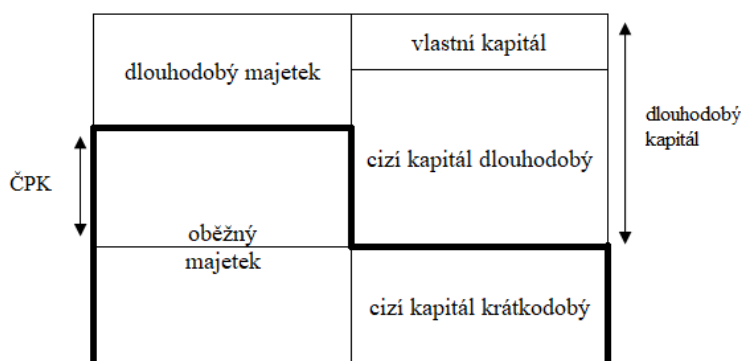 vlastní kapitál
dlouhodobý majetek
dlouhodobý
kapitál
cizí kapitál dlouhodobý
ČPK
oběžný
majetek
cizí kapitál krátkodobý